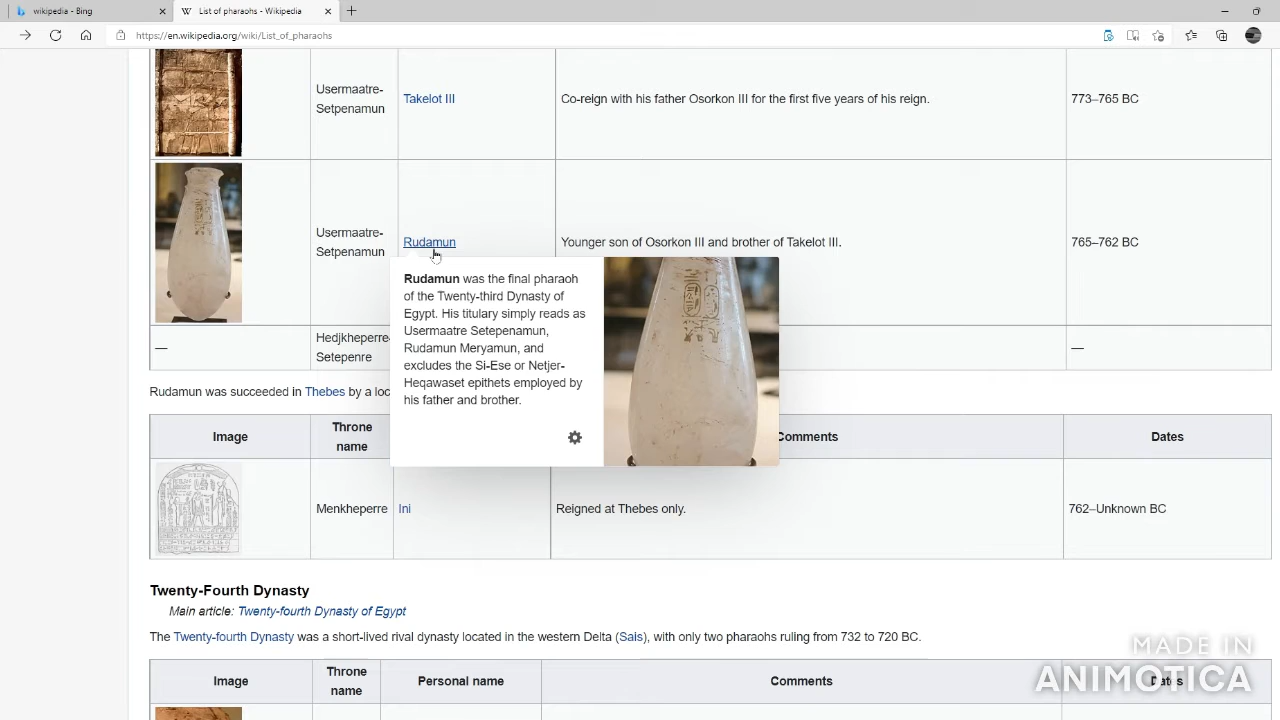 wikipedia - Bing
List of pharaohs - Wikipedia
https://en.wikipedia.org/wiki/List_of_pharaohs
Usermaatre-
Setpenamun
Takelot III
Co-reign with his father Osorkon III for the first five years of his reign.
773–765 BC
Usermaatre-
Setpenamun
Rudamun
Younger son of Osorkon III and brother of Takelot III.
765–762 BC
Rudamun was the final pharaoh
of the Twenty-third Dynasty of
Egypt. His titulary simply reads as
Usermaatre Setepenamun,
Rudamun Meryamun, and
excludes the Si-Ese or Netjer-
Heqawaset epithets employed by
his father and brother.
—
Hedjkheperre-
Setepenre
—
Rudamun was succeeded in Thebes by a loc
Image
Throne
name
Comments
Dates
Menkheperre
Ini
Reigned at Thebes only.
762–Unknown BC
Twenty-Fourth Dynasty
Main article: Twenty-fourth Dynasty of Egypt
The Twenty-fourth Dynasty was a short-lived rival dynasty located in the western Delta (Sais), with only two pharaohs ruling from 732 to 720 BC.
Image
Throne
name
Personal name
Comments
Dates
MADE IN
ANIMOTICA